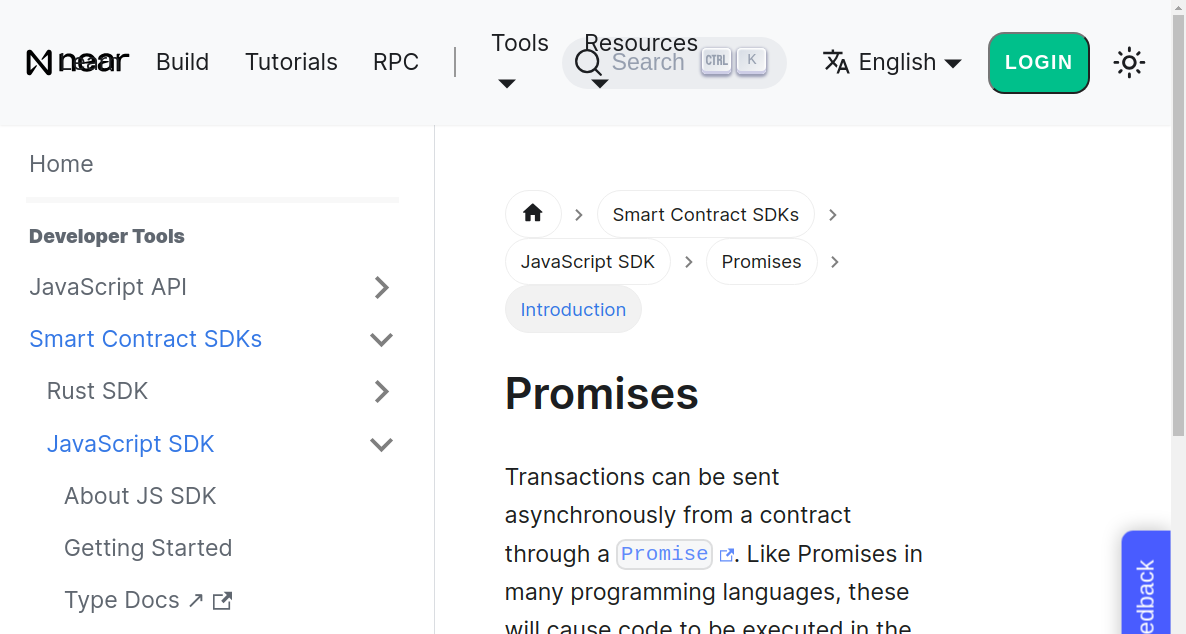 near
Learn
Build
Tutorials
RPC
Tools
Resources
Search
CTRL
K
English
LOGIN
Home
Developer Tools
JavaScript API
Smart Contract SDKs
Rust SDK
JavaScript SDK
About JS SDK
Getting Started
Type Docs ↗
Smart Contract SDKs
JavaScript SDK
Promises
Introduction
Promises
Transactions can be sent
asynchronously from a contract
through a Promise. Like Promises in
many programming languages, these
will cause code to be executed in the
edback